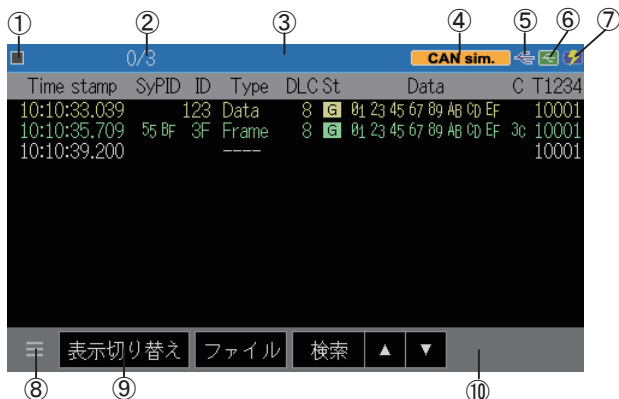 ① ② ③ ④ ⑤ ⑥ ⑦
0/3 CAN sim.
Time stamp SyPID ID Type DLC St Data C T1234
10:10:33.039 123 Data 8 G 01 23 45 67 89 AB CD EF 10001
10:10:35.709 55 BF 3F Frame 8 G 01 23 45 67 89 AB CD EF 3C 10001
10:10:39.200 ---- 10001
表示切り替え ファイル 検索 ▲ ▼
⑧ ⑨ ⑩